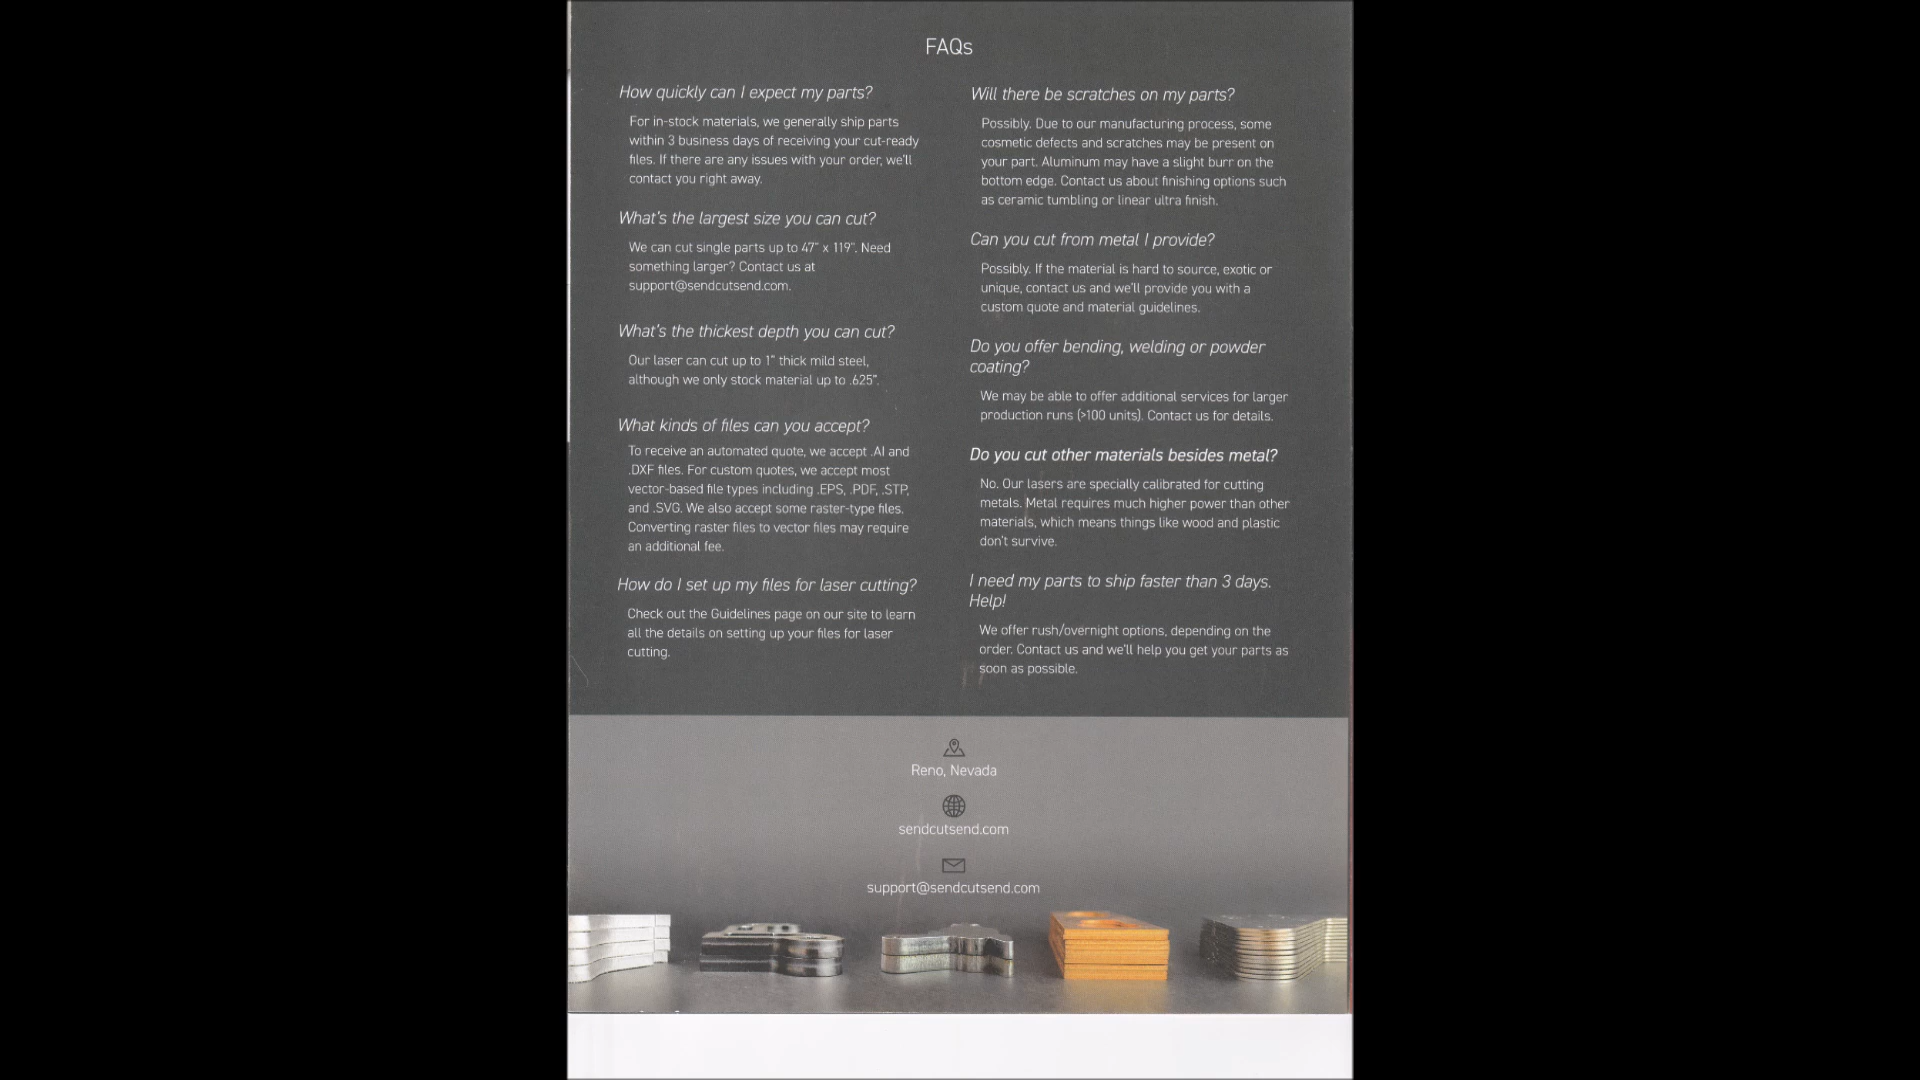 FAQs
How quickly can I expect my parts?
For in-stock materials, we generally ship parts
within 3 business days of receiving your cut-ready
files. If there are any issues with your order, we'll
contact you right away.
What's the largest size you can cut?
We can cut single parts up to 47" x 119". Need
something larger? Contact us at
support@sendcutsend.com.
What's the thickest depth you can cut?
Our laser can cut up to 1" thick mild steel,
although we only stock material up to .625".
What kinds of files can you accept?
To receive an automated quote, we accept .AI and
.DXF files. For custom quotes, we accept most
vector-based file types including .EPS, .PDF, .STP,
and .SVG. We also accept some raster-type files.
Converting raster files to vector files may require
an additional fee.
How do I set up my files for laser cutting?
Check out the Guidelines page on our site to learn
all the details on setting up your files for laser
cutting.
Will there be scratches on my parts?
Possibly. Due to our manufacturing process, some
cosmetic defects and scratches may be present on
your part. Aluminum may have a slight burr on the
bottom edge. Contact us about finishing options such
as ceramic tumbling or linear ultra finish.
Can you cut from metal I provide?
Possibly. If the material is hard to source, exotic or
unique, contact us and we'll provide you with a
custom quote and material guidelines.
Do you offer bending, welding or powder
coating?
We may be able to offer additional services for larger
production runs (>100 units). Contact us for details.
Do you cut other materials besides metal?
No. Our lasers are specially calibrated for cutting
metals. Metal requires much higher power than other
materials, which means things like wood and plastic
don't survive.
I need my parts to ship faster than 3 days.
Help!
We offer rush/overnight options, depending on the
order. Contact us and we'll help you get your parts as
soon as possible.
Reno, Nevada
sendcutsend.com
support@sendcutsend.com